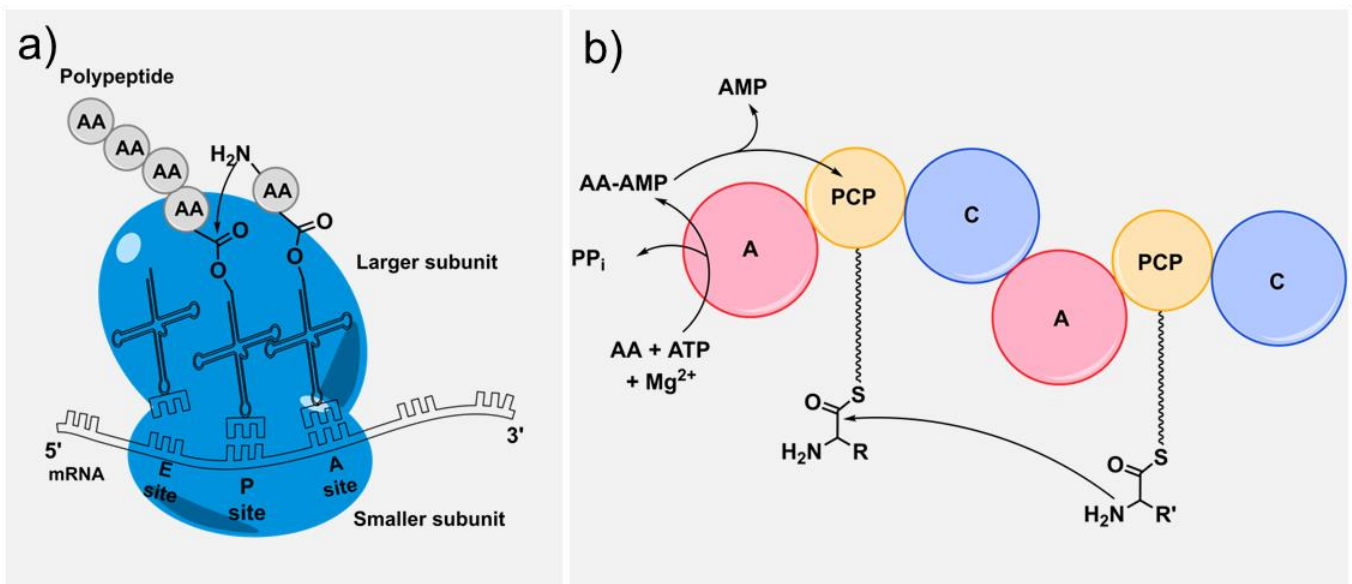 a)
Polypeptide
AA
AA
AA
AA
H₂N
AA
O
O
O
O
Larger subunit
5'
mRNA
E
site
P
site
A
site
3'
Smaller subunit
b)
AMP
AA-AMP
PPᵢ
AA + ATP
+ Mg²⁺
A
PCP
C
A
PCP
C
O
S
H₂N
R
O
S
H₂N
R'